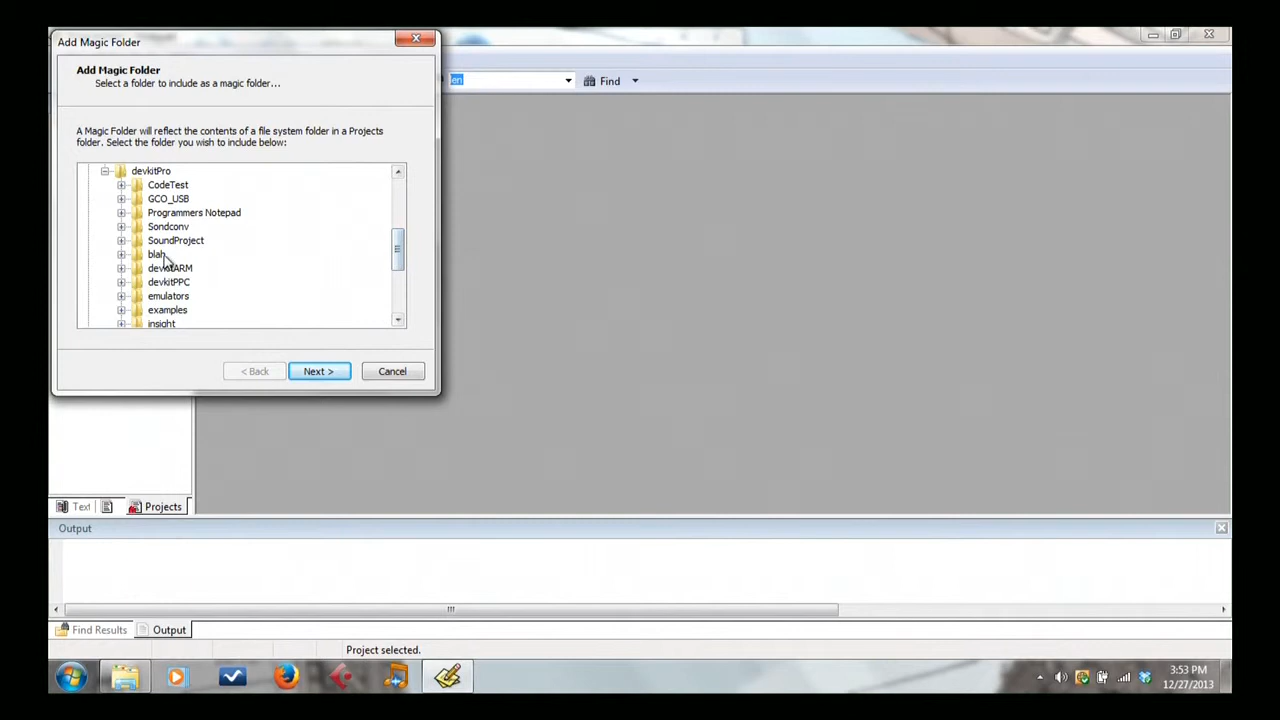 Add Magic Folder
Add Magic Folder
Select a folder to include as a magic folder...
A Magic Folder will reflect the contents of a file system folder in a Projects
folder. Select the folder you wish to include below:
devkitPro
CodeTest
GCO_USB
Programmers Notepad
Sondconv
SoundProject
blah
devkitARM
devkitPPC
emulators
examples
insight
< Back
Next >
Cancel
en
Find
Text
Projects
Output
Find Results
Output
Project selected.
3:53 PM
12/27/2013